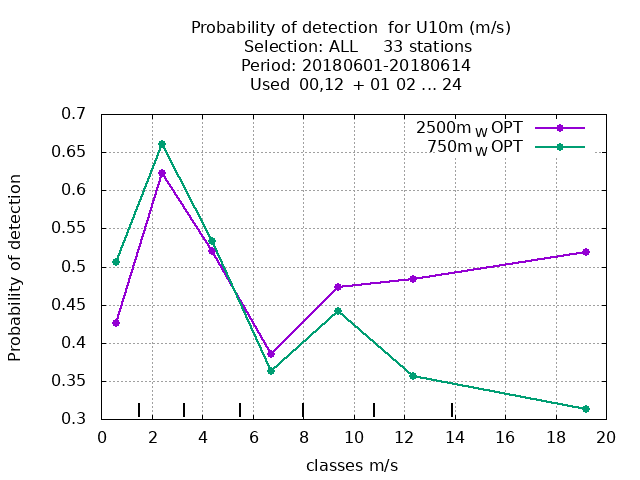 Probability of detection  for U10m (m/s)
Selection: ALL     33 stations
Period: 20180601-20180614
Used  00,12  + 01 02 ... 24
2500m_W OPT
750m_W OPT
0.7
0.65
0.6
0.55
0.5
0.45
0.4
0.35
0.3
Probability of detection
0 2 4 6 8 10 12 14 16 18 20
classes m/s